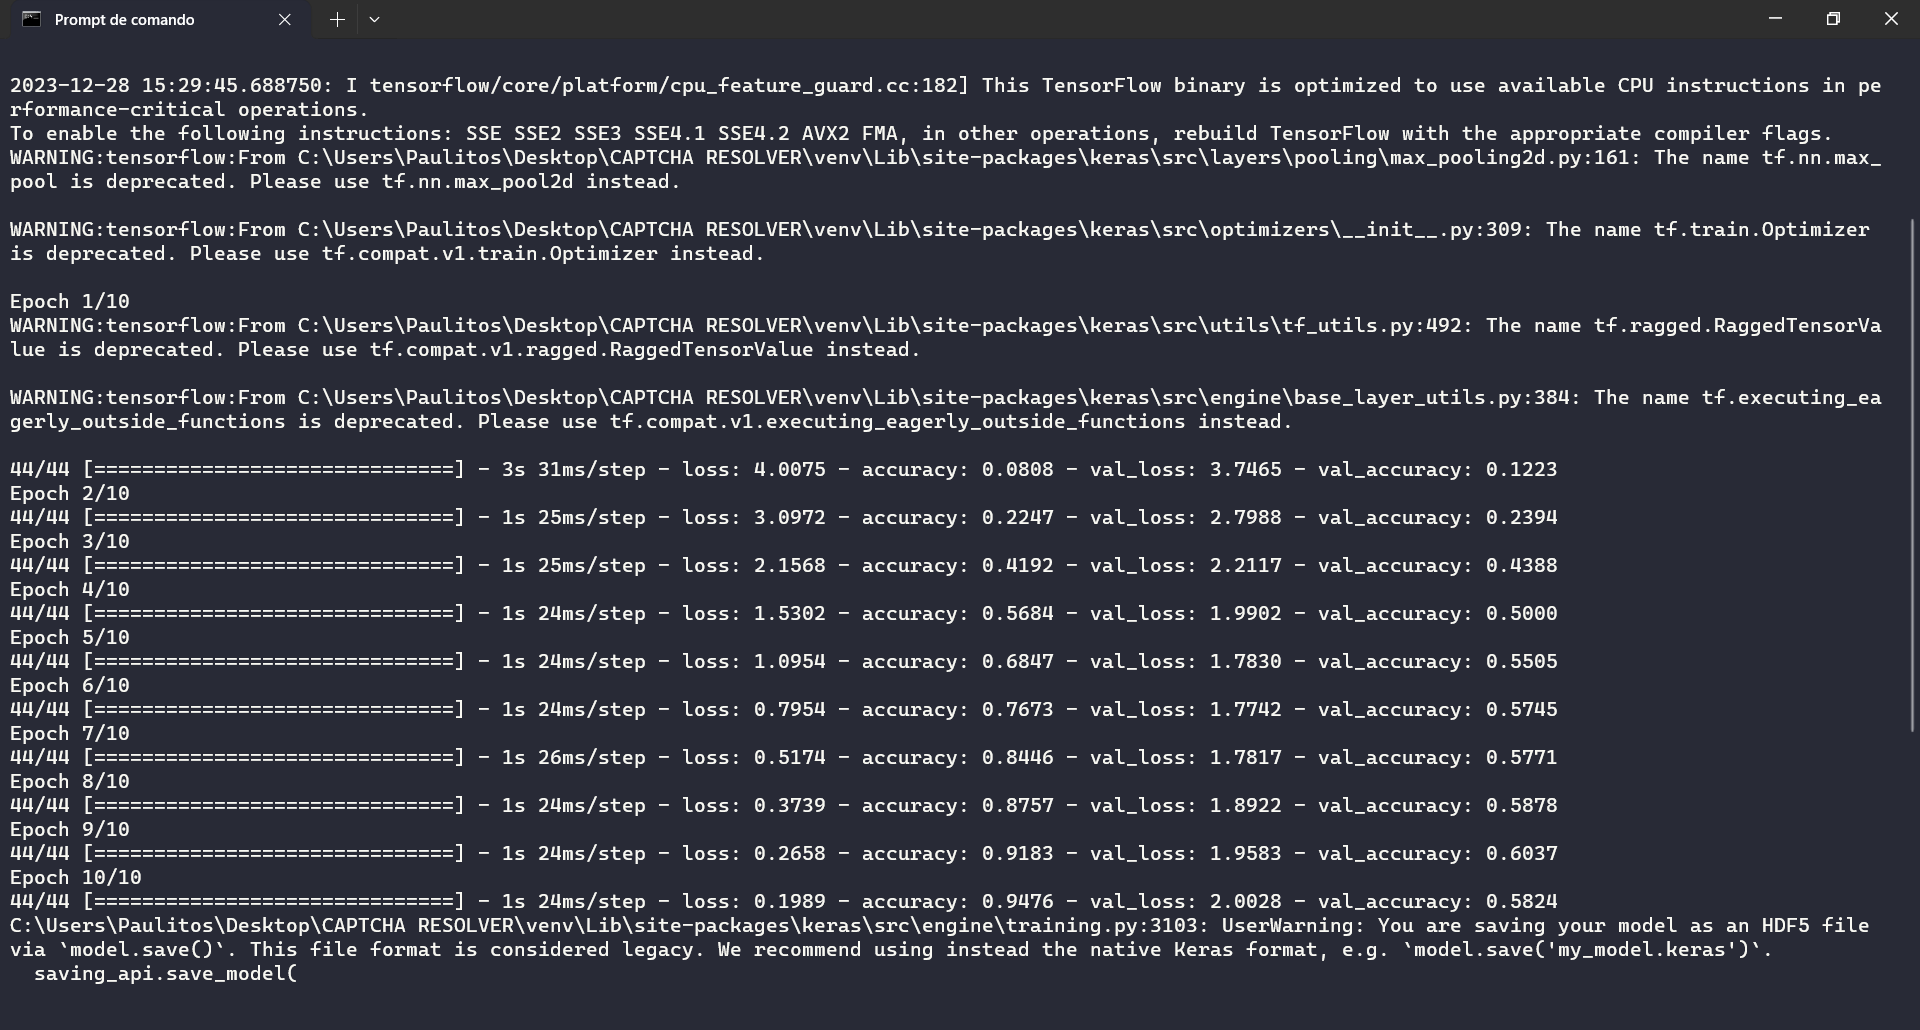 Prompt de comando
2023-12-28 15:29:45.688750: I tensorflow/core/platform/cpu_feature_guard.cc:182] This TensorFlow binary is optimized to use available CPU instructions in pe
rformance-critical operations.
To enable the following instructions: SSE SSE2 SSE3 SSE4.1 SSE4.2 AVX2 FMA, in other operations, rebuild TensorFlow with the appropriate compiler flags.
WARNING:tensorflow:From C:\Users\Paulitos\Desktop\CAPTCHA RESOLVER\venv\Lib\site-packages\keras\src\layers\pooling\max_pooling2d.py:161: The name tf.nn.max_
pool is deprecated. Please use tf.nn.max_pool2d instead.
WARNING:tensorflow:From C:\Users\Paulitos\Desktop\CAPTCHA RESOLVER\venv\Lib\site-packages\keras\src\optimizers\__init__.py:309: The name tf.train.Optimizer
is deprecated. Please use tf.compat.v1.train.Optimizer instead.
Epoch 1/10
WARNING:tensorflow:From C:\Users\Paulitos\Desktop\CAPTCHA RESOLVER\venv\Lib\site-packages\keras\src\utils\tf_utils.py:492: The name tf.ragged.RaggedTensorVa
lue is deprecated. Please use tf.compat.v1.ragged.RaggedTensorValue instead.
WARNING:tensorflow:From C:\Users\Paulitos\Desktop\CAPTCHA RESOLVER\venv\Lib\site-packages\keras\src\engine\base_layer_utils.py:384: The name tf.executing_ea
gerly_outside_functions is deprecated. Please use tf.compat.v1.executing_eagerly_outside_functions instead.
44/44 [==============================] - 3s 31ms/step - loss: 4.0075 - accuracy: 0.0808 - val_loss: 3.7465 - val_accuracy: 0.1223
Epoch 2/10
44/44 [==============================] - 1s 25ms/step - loss: 3.0972 - accuracy: 0.2247 - val_loss: 2.7988 - val_accuracy: 0.2394
Epoch 3/10
44/44 [==============================] - 1s 25ms/step - loss: 2.1568 - accuracy: 0.4192 - val_loss: 2.2117 - val_accuracy: 0.4388
Epoch 4/10
44/44 [==============================] - 1s 24ms/step - loss: 1.5302 - accuracy: 0.5684 - val_loss: 1.9902 - val_accuracy: 0.5000
Epoch 5/10
44/44 [==============================] - 1s 24ms/step - loss: 1.0954 - accuracy: 0.6847 - val_loss: 1.7830 - val_accuracy: 0.5505
Epoch 6/10
44/44 [==============================] - 1s 24ms/step - loss: 0.7954 - accuracy: 0.7673 - val_loss: 1.7742 - val_accuracy: 0.5745
Epoch 7/10
44/44 [==============================] - 1s 26ms/step - loss: 0.5174 - accuracy: 0.8446 - val_loss: 1.7817 - val_accuracy: 0.5771
Epoch 8/10
44/44 [==============================] - 1s 24ms/step - loss: 0.3739 - accuracy: 0.8757 - val_loss: 1.8922 - val_accuracy: 0.5878
Epoch 9/10
44/44 [==============================] - 1s 24ms/step - loss: 0.2658 - accuracy: 0.9183 - val_loss: 1.9583 - val_accuracy: 0.6037
Epoch 10/10
44/44 [==============================] - 1s 24ms/step - loss: 0.1989 - accuracy: 0.9476 - val_loss: 2.0028 - val_accuracy: 0.5824
C:\Users\Paulitos\Desktop\CAPTCHA RESOLVER\venv\Lib\site-packages\keras\src\engine\training.py:3103: UserWarning: You are saving your model as an HDF5 file
via `model.save()`. This file format is considered legacy. We recommend using instead the native Keras format, e.g. `model.save('my_model.keras')`.
  saving_api.save_model(